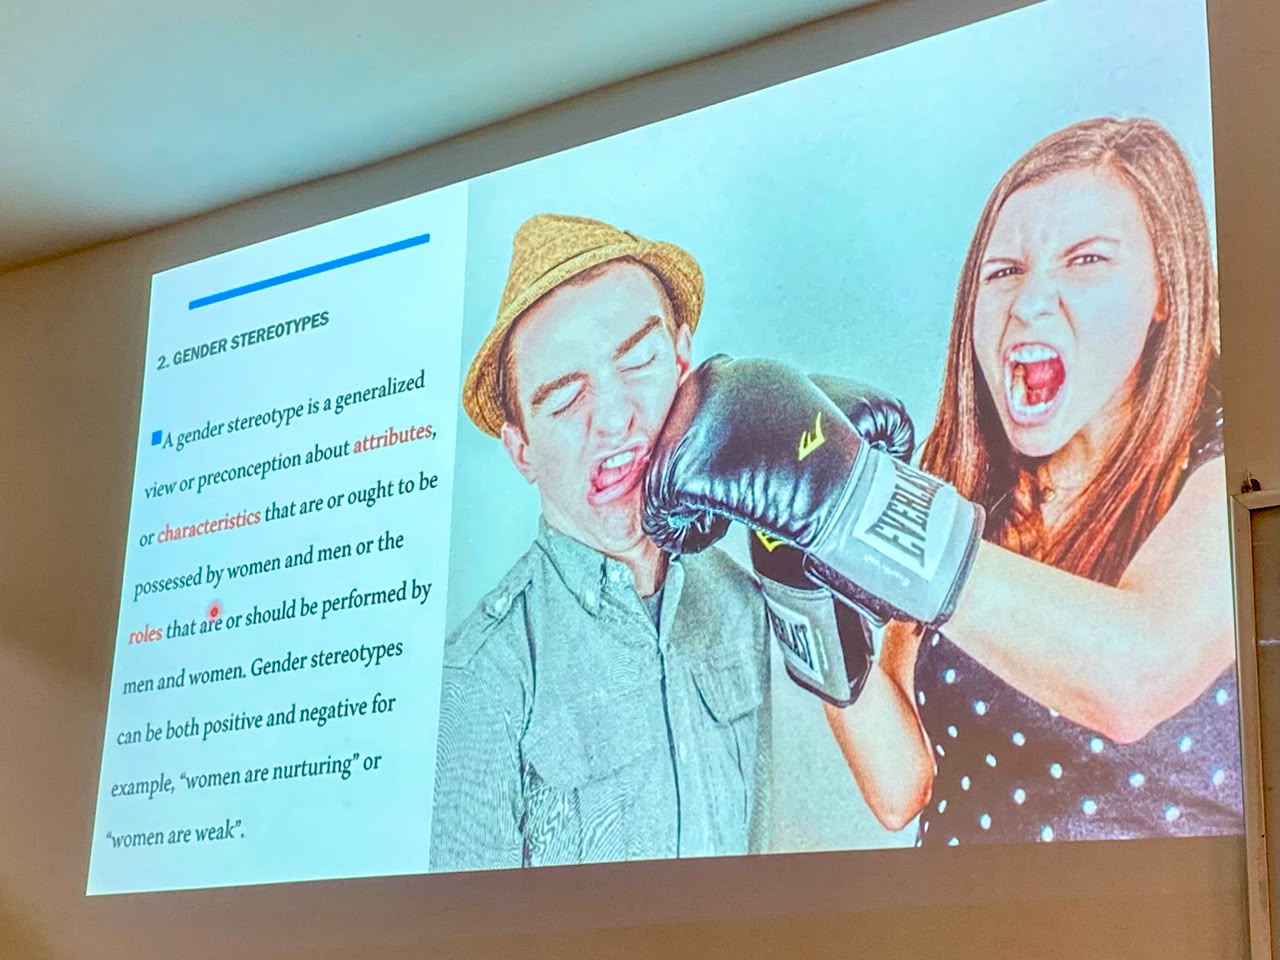 2. GENDER STEREOTYPES
A gender stereotype is a generalized
view or preconception about attributes,
or characteristics that are or ought to be
possessed by women and men or the
roles that are or should be performed by
men and women. Gender stereotypes
can be both positive and negative for
example, “women are nurturing” or
“women are weak”.
EVERLAST
ERLAST